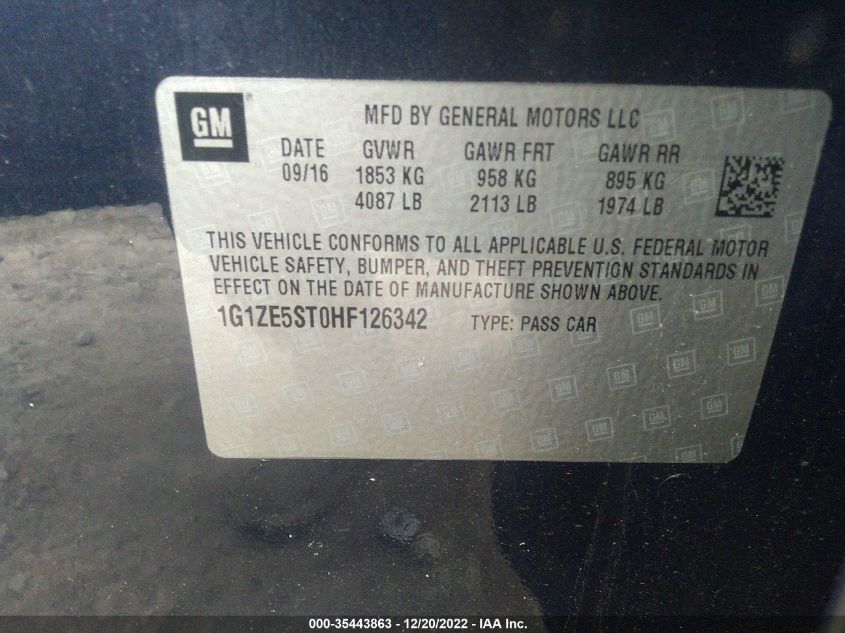 GM®
MFD BY GENERAL MOTORS LLC
DATE GVWR GAWR FRT GAWR RR
09/16 1853 KG 958 KG 895 KG
4087 LB 2113 LB 1974 LB
THIS VEHICLE CONFORMS TO ALL APPLICABLE U.S. FEDERAL MOTOR
VEHICLE SAFETY, BUMPER, AND THEFT PREVENTION STANDARDS IN
EFFECT ON THE DATE OF MANUFACTURE SHOWN ABOVE.
1G1ZE5ST0HF126342 TYPE: PASS CAR
000-35443863 - 12/20/2022 - IAA Inc.